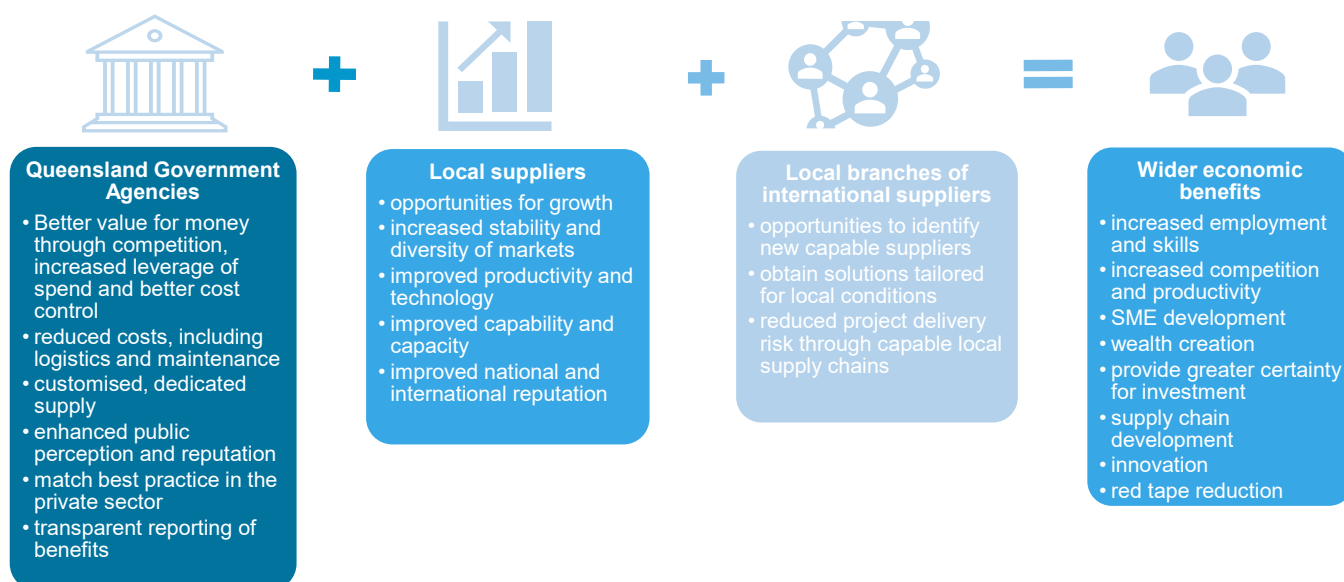 Queensland Government
Agencies
• Better value for money
through competition,
increased leverage of
spend and better cost
control
• reduced costs, including
logistics and maintenance
• customised, dedicated
supply
• enhanced public
perception and reputation
• match best practice in the
private sector
• transparent reporting of
benefits
+
Local suppliers
• opportunities for growth
• increased stability and
diversity of markets
• improved productivity and
technology
• improved capability and
capacity
• improved national and
international reputation
+
Local branches of
international suppliers
• opportunities to identify
new capable suppliers
• obtain solutions tailored
for local conditions
• reduced project delivery
risk through capable local
supply chains
=
Wider economic
benefits
• increased employment
and skills
• increased competition
and productivity
• SME development
• wealth creation
• provide greater certainty
for investment
• supply chain
development
• innovation
• red tape reduction